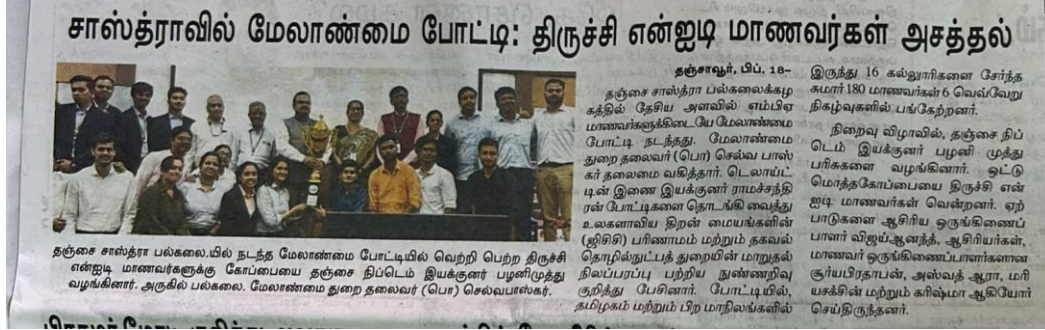 சாஸ்த்ராவில் மேலாண்மை போட்டி: திருச்சி என்ஐடி மாணவர்கள் அசத்தல்
தஞ்சை சாஸ்த்ரா பல்கலை.யில் நடந்த மேலாண்மை போட்டியில் வெற்றி பெற்ற திருச்சி
என்ஐடி மாணவர்களுக்கு கோப்பையை தஞ்சை நிப்டெம் இயக்குனர் பழனிமுத்து
வழங்கினார். அருகில் பல்கலை. மேலாண்மை துறை தலைவர் (பொ) செல்வபாஸ்கர்.
தஞ்சாவூர், பிப். 18–
தஞ்சை சாஸ்த்ரா பல்கலைக்கழ
கத்தில் தேசிய அளவில் எம்பிஏ
மாணவர்களுக்கிடையே மேலாண்மை
போட்டி நடந்தது. மேலாண்மை
துறை தலைவர் (பொ) செல்வ பாஸ்
கர் தலைமை வகித்தார். டெலாய்ட்
டின் இணை இயக்குனர் ராமச்சந்தி
ரன் போட்டிகளை தொடங்கி வைத்து
உலகளாவிய திறன் மையங்களின்
(ஜிசிசி) பரிணாமம் மற்றும் தகவல்
தொழில்நுட்பத் துறையின் மாறுதல்
நிலப்பரப்பு பற்றிய நுண்ணறிவு
குறித்து பேசினார். போட்டியில்,
தமிழகம் மற்றும் பிற மாநிலங்களில்
இருந்து 16 கல்லூரிகளை சேர்ந்த
சுமார் 180 மாணவர்கள் 6 வெவ்வேறு
நிகழ்வுகளில் பங்கேற்றனர்.
நிறைவு விழாவில், தஞ்சை நிப்
டெம் இயக்குனர் பழனி முத்து
பரிசுகளை வழங்கினார். ஒட்டு
மொத்தகோப்பையை திருச்சி என்
ஐடி மாணவர்கள் வென்றனர். ஏற்
பாடுகளை ஆசிரிய ஒருங்கிணைப்
பாளர் விஜய்ஆனந்த், ஆசிரியர்கள்,
மாணவர் ஒருங்கிணைப்பாளர்களான
சூர்யபிரதாபன், அஸ்வத் ஆரா, மரி
யசக்சின் மற்றும் கரிஷ்மா ஆகியோர்
செய்திருந்தனர்.